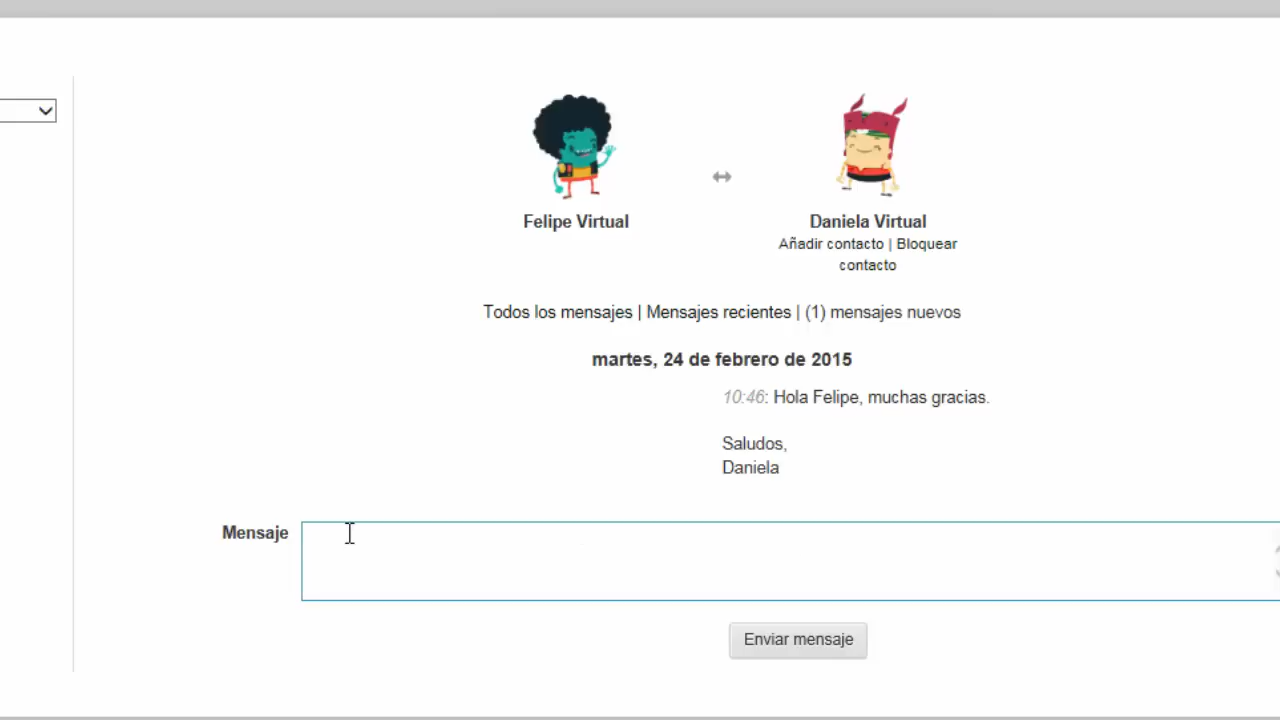 Felipe Virtual
Daniela Virtual
Añadir contacto | Bloquear
contacto
Todos los mensajes | Mensajes recientes | (1) mensajes nuevos
martes, 24 de febrero de 2015
10:46: Hola Felipe, muchas gracias.
Saludos,
Daniela
Mensaje
Enviar mensaje